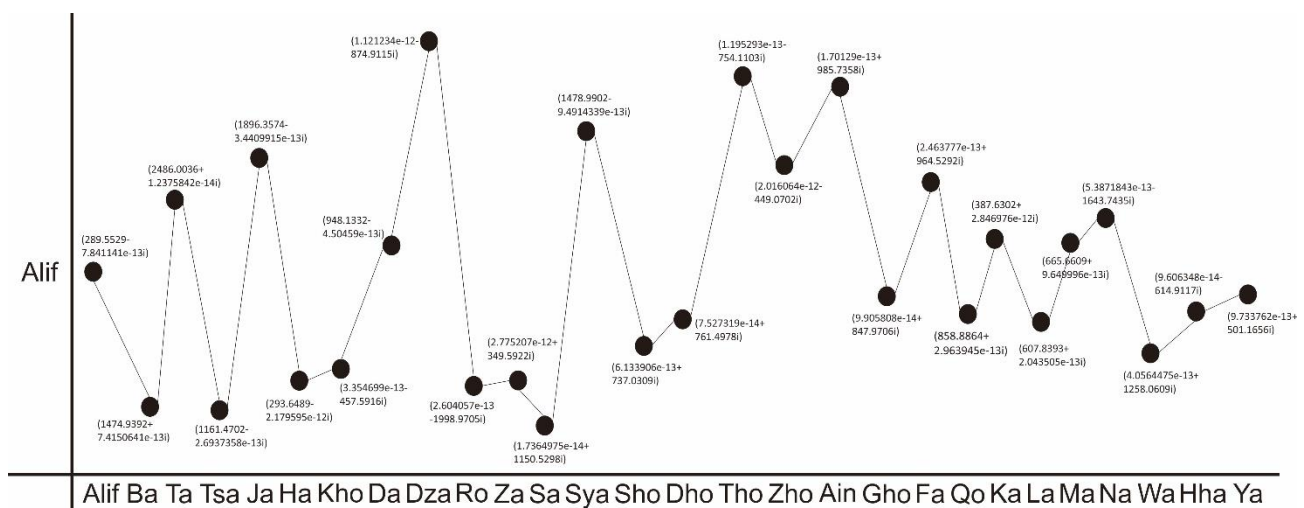 (1.121234e-12-
874.9115i)
(1.195293e-13-
754.1103i)
(1.70129e-13+
985.7358i)
(1478.9902-
9.4914339e-13i)
(1896.3574-
3.4409915e-13i)
(2486.0036+
1.2375842e-14i)
(2.463777e-13+
964.5292i)
(2.016064e-12-
449.0702i)
(5.3871843e-13-
1643.7435i)
(387.6302+
2.846976e-12i)
(948.1332-
4.50459e-13i)
(289.5529-
7.841141e-13i)
Alif
(665.6609+
9.649996e-13i)
(9.606348e-14-
614.9117i)
(9.905808e-14+
847.9706i)
(9.733762e-13+
501.1656i)
(7.527319e-14+
761.4978i)
(858.8864+
2.963945e-13i)
(607.8393+
2.043505e-13i)
(2.775207e-12+
349.5922i)
(6.133906e-13+
737.0309i)
(4.0564475e-13+
1258.0609i)
(3.354699e-13-
457.5916i)
(293.6489-
2.179595e-12i)
(2.604057e-13
-1998.9705i)
(1474.9392+
7.4150641e-13i)
(1161.4702-
2.6937358e-13i)
(1.7364975e-14+
1150.5298i)
Alif Ba Ta Tsa Ja Ha Kho Da Dza Ro Za Sa Sya Sho Dho Tho Zho Ain Gho Fa Qo Ka La Ma Na Wa Hha Ya